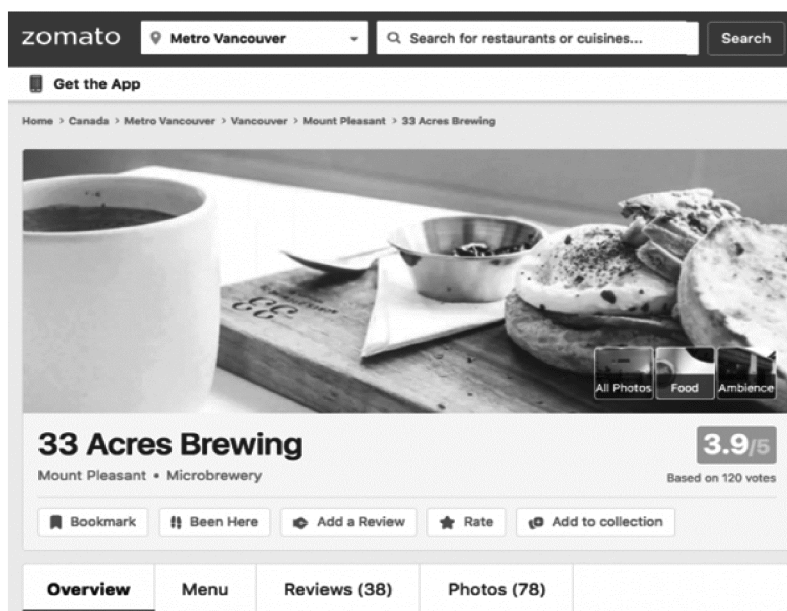 zomato Metro Vancouver Search for restaurants or cuisines... Search
Get the App
Home > Canada > Metro Vancouver > Vancouver > Mount Pleasant > 33 Acres Brewing
33
All Photos Food Ambience
33 Acres Brewing 3.9/5
Mount Pleasant • Microbrewery Based on 120 votes
Bookmark Been Here Add a Review Rate Add to collection
Overview Menu Reviews (38) Photos (78)